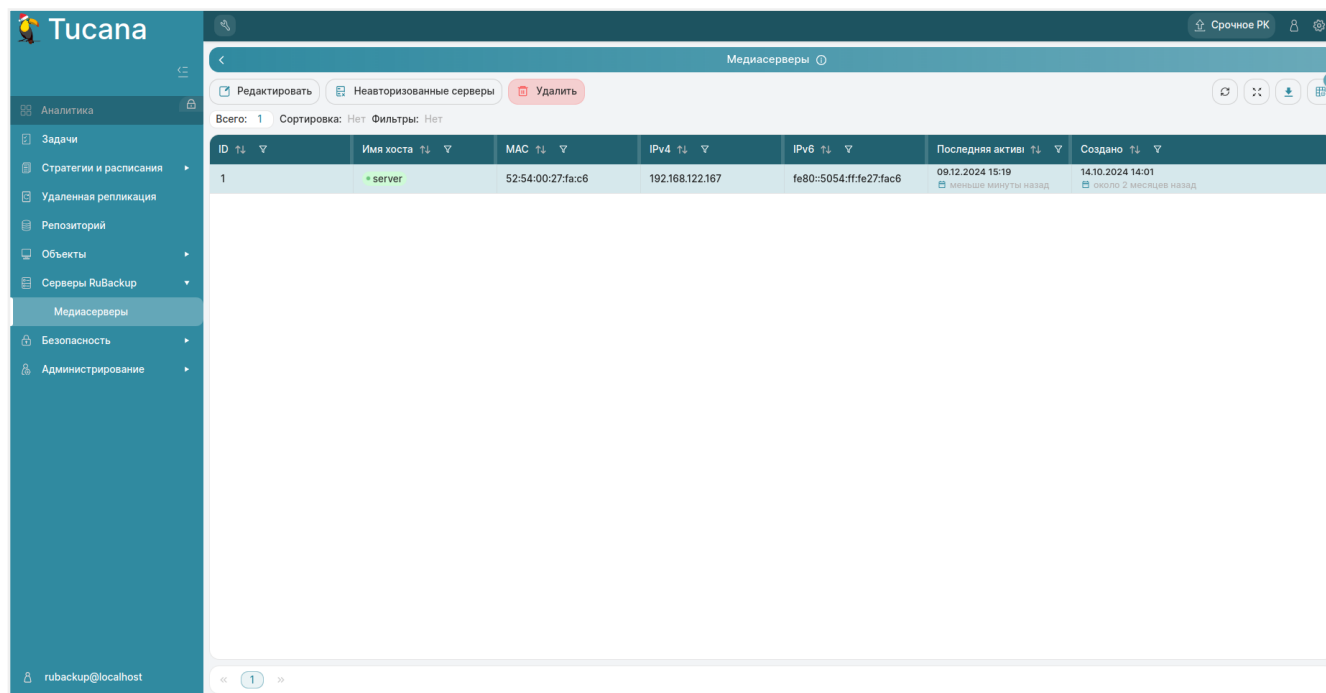 Tucana
Срочное РК
Медиасерверы
Редактировать Неавторизованные серверы Удалить
Всего: 1 Сортировка: Нет Фильтры: Нет
ID Имя хоста MAC IPv4 IPv6 Последняя активı Создано
1 server 52:54:00:27:fa:c6 192.168.122.167 fe80::5054:ff:fe27:fac6 09.12.2024 15:19 14.10.2024 14:01
меньше минуты назад около 2 месяцев назад
Аналитика
Задачи
Стратегии и расписания
Удаленная репликация
Репозиторий
Объекты
Серверы RuBackup
Медиасерверы
Безопасность
Администрирование
rubackup@localhost
« 1 »